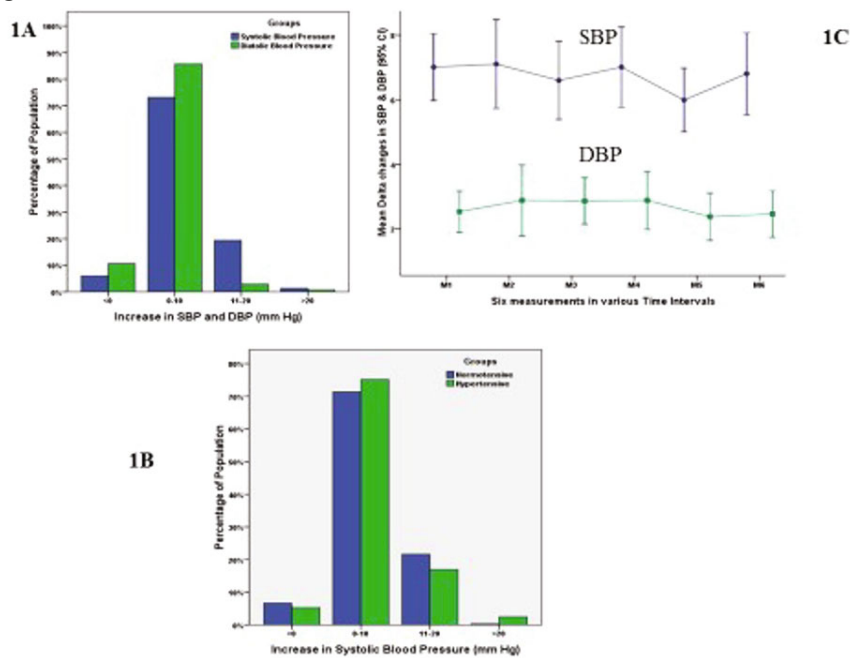 1A
Groups
Systolic Blood Pressure
Diatolic Blood Pressure
Percentage of Population
100%
90%
80%
70%
60%
50%
40%
30%
20%
10%
0%
<0
0-10
11-20
>20
Increase in SBP and DBP (mm Hg)
1C
SBP
DBP
Mean Delta changes in SBP & DBP (95% CI)
8
6
4
2
M1
M2
M3
M4
M5
M6
Six measurements in various Time Intervals
1B
Groups
Normotensive
Hypertensive
Percentage of Population
80%
70%
60%
50%
40%
30%
20%
10%
0%
0-10
11-20
>20
Increase in Systolic Blood Pressure (mm Hg)